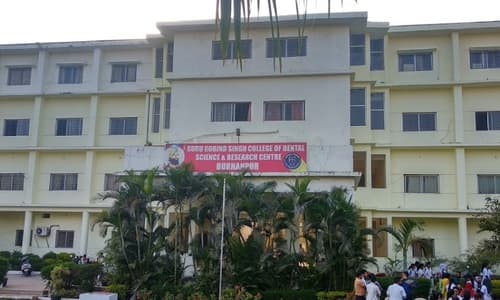 GURU GOBIND SINGH COLLEGE OF DENTAL
SCIENCE & RESEARCH CENTRE
BURHANPUR